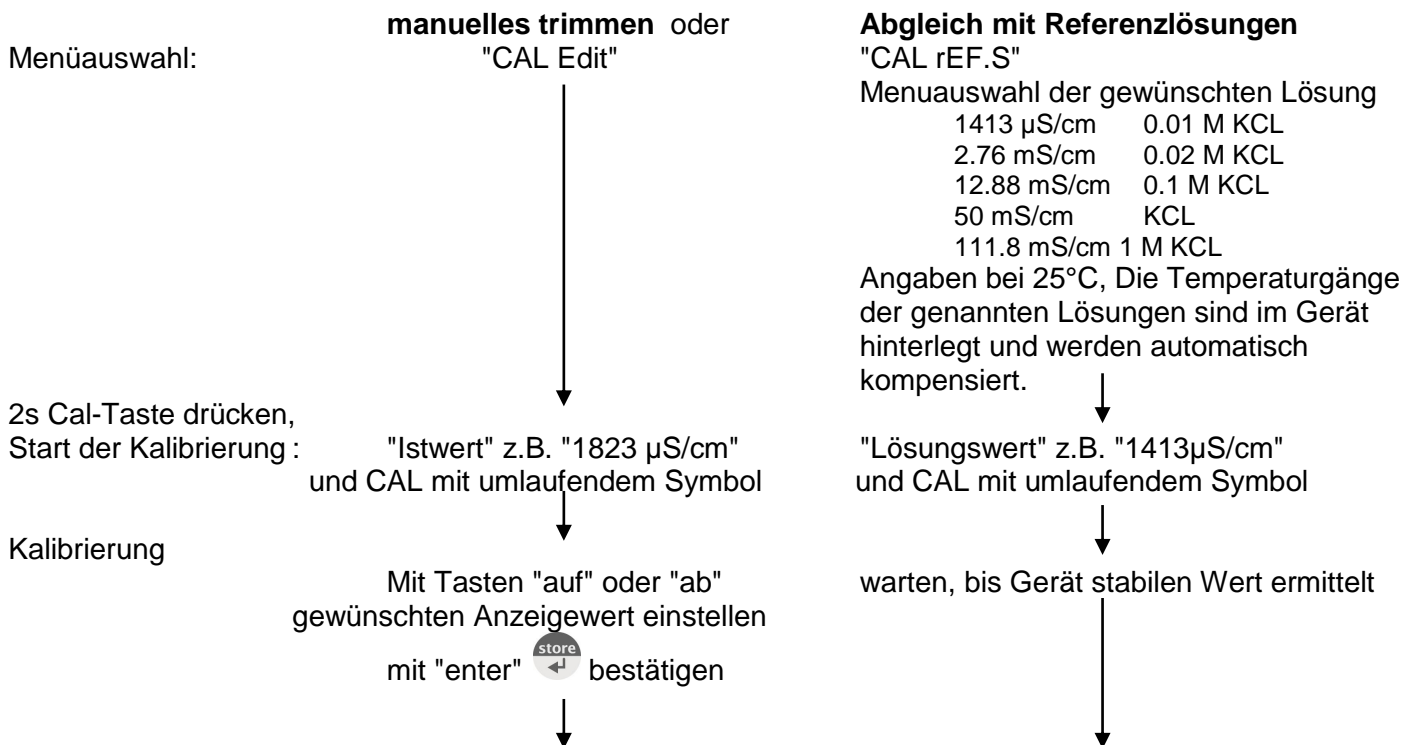 manuelles trimmen oder Abgleich mit Referenzlösungen
Menüauswahl: "CAL Edit" "CAL rEF.S"
Menuauswahl der gewünschten Lösung
1413 µS/cm 0.01 M KCL
2.76 mS/cm 0.02 M KCL
12.88 mS/cm 0.1 M KCL
50 mS/cm KCL
111.8 mS/cm 1 M KCL
Angaben bei 25°C, Die Temperaturgänge
der genannten Lösungen sind im Gerät
hinterlegt und werden automatisch
kompensiert.
2s Cal-Taste drücken,
Start der Kalibrierung : "Istwert" z.B. "1823 µS/cm" "Lösungswert" z.B. "1413µS/cm"
und CAL mit umlaufendem Symbol und CAL mit umlaufendem Symbol
Kalibrierung
Mit Tasten "auf" oder "ab" warten, bis Gerät stabilen Wert ermittelt
gewünschten Anzeigewert einstellen
mit "enter" store bestätigen